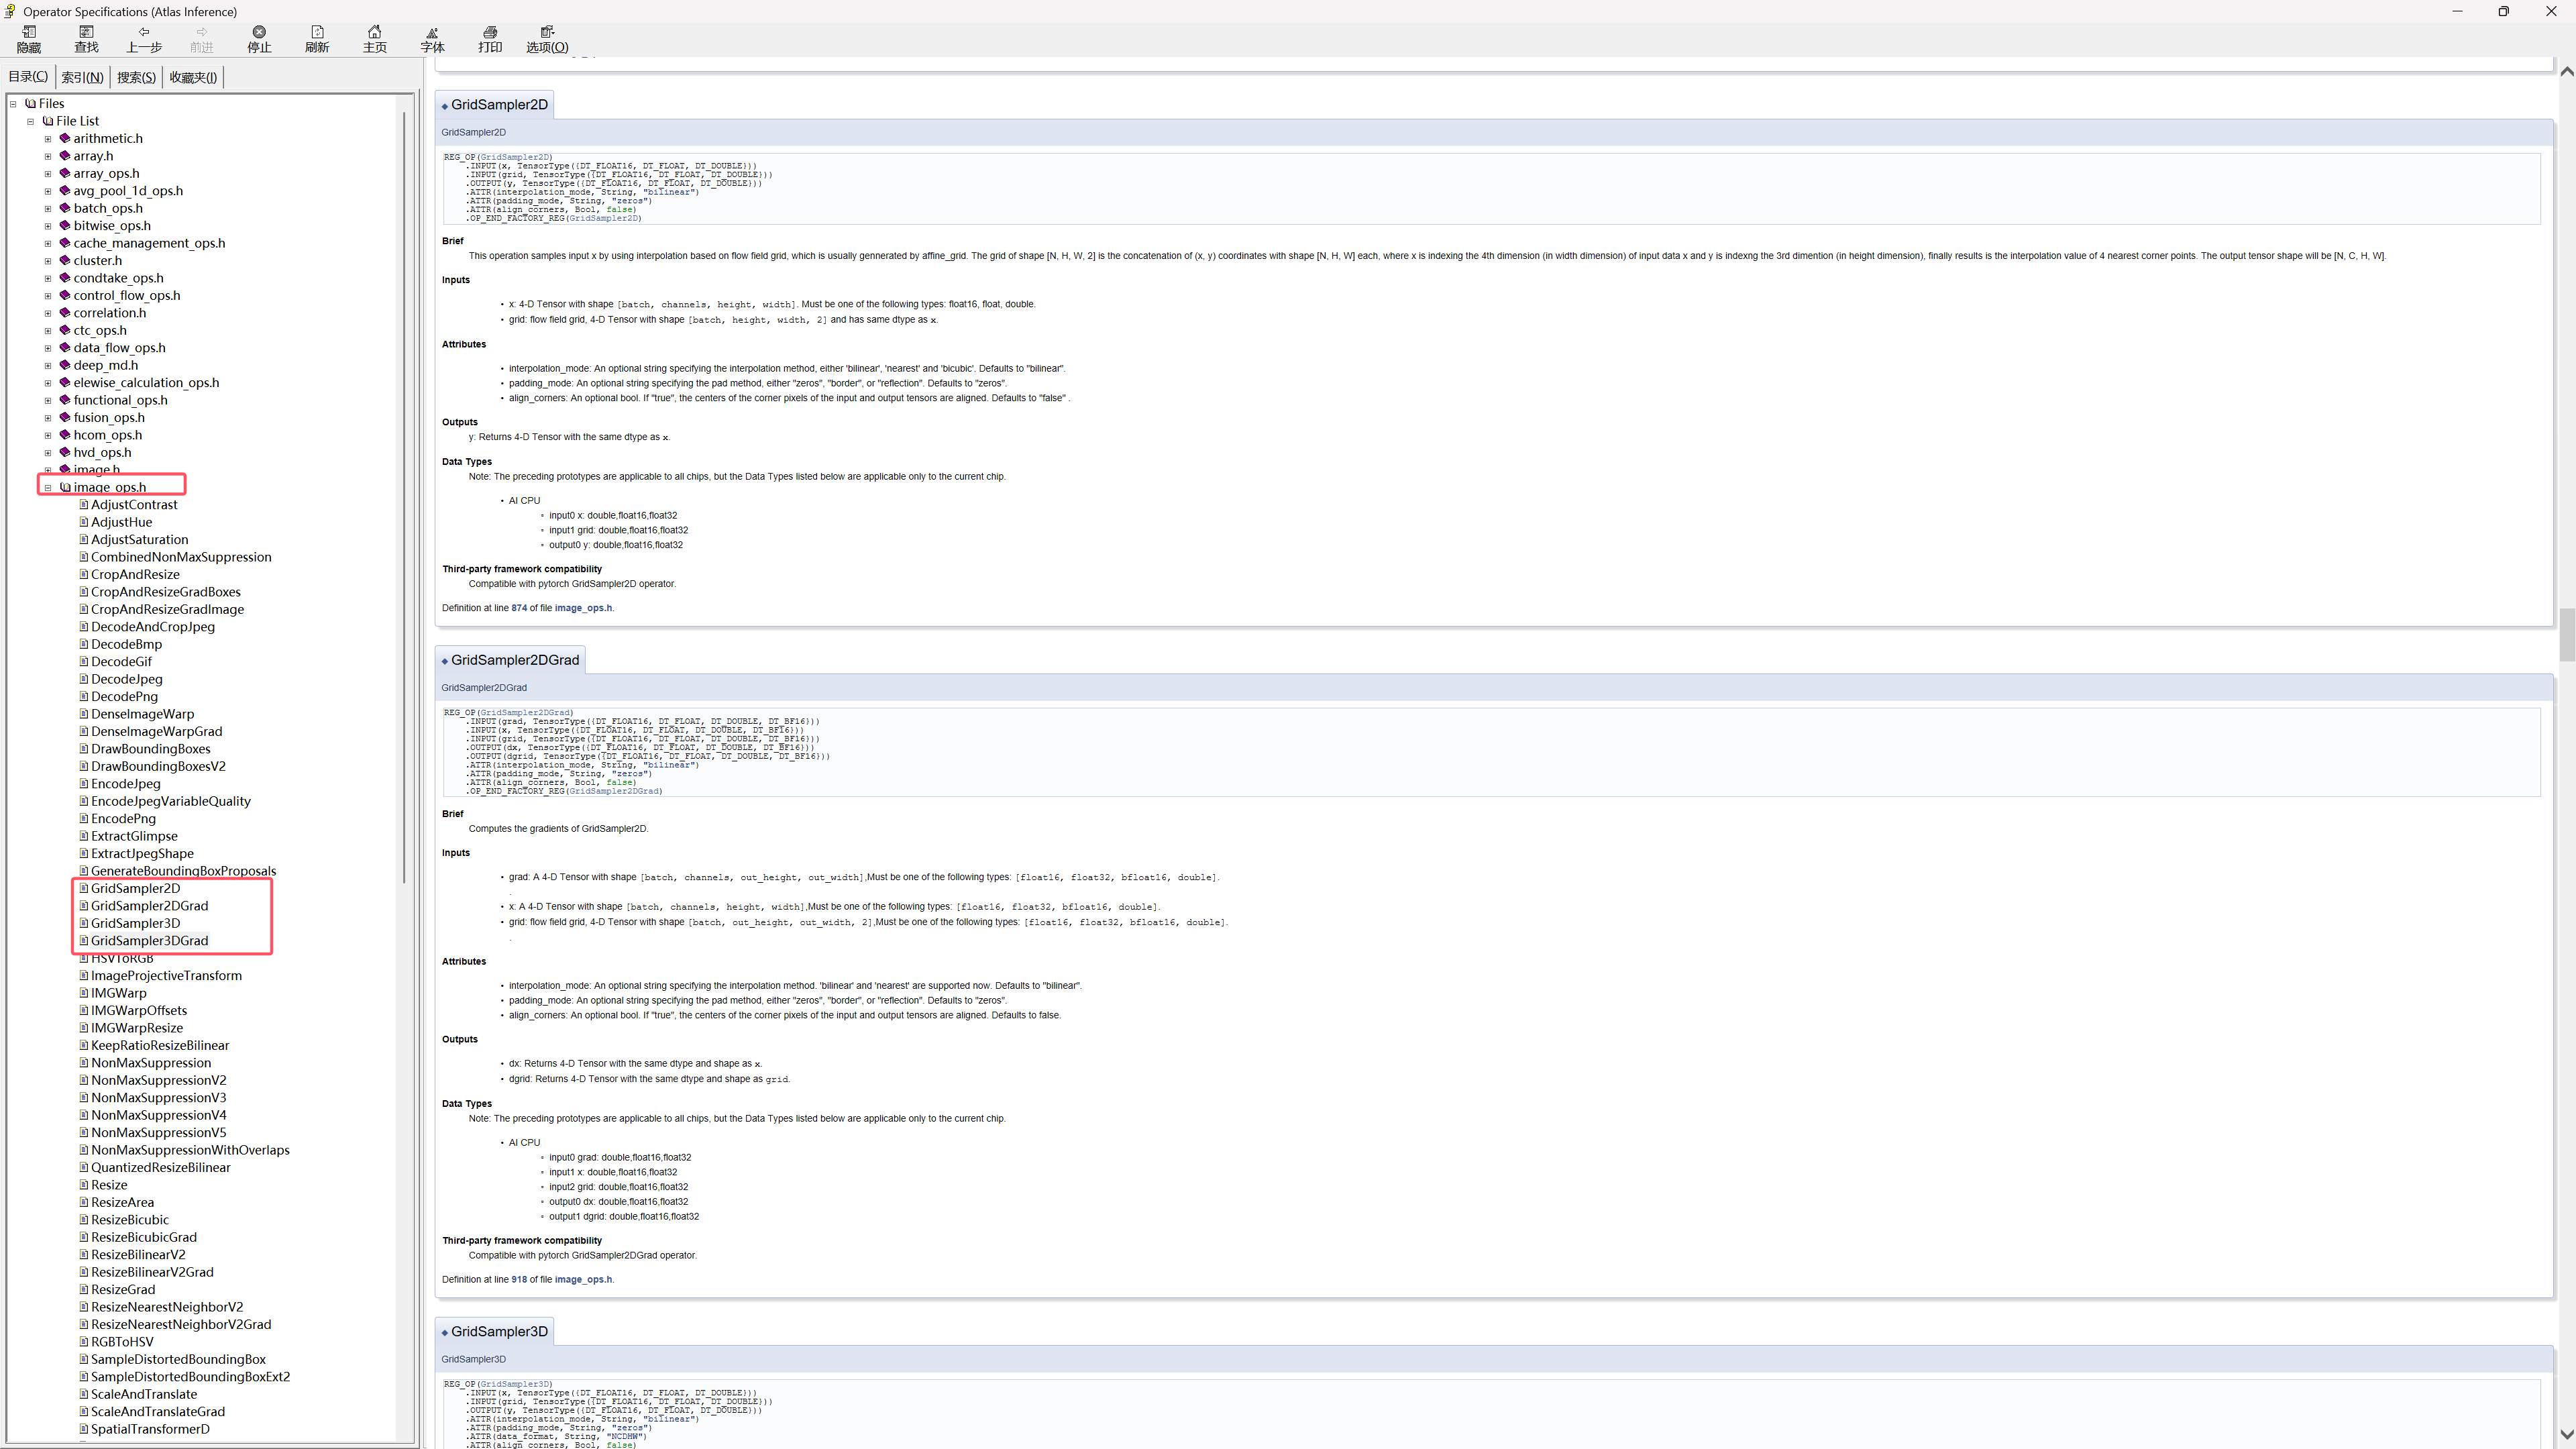 Operator Specifications (Atlas Inference)
隐藏 查找 上一步 前进 停止 刷新 主页 字体 打印 选项(O)
目录(C) 索引(N) 搜索(S) 收藏夹(I)
Files
File List
arithmetic.h
array.h
array_ops.h
avg_pool_1d_ops.h
batch_ops.h
bitwise_ops.h
cache_management_ops.h
cluster.h
condtake_ops.h
control_flow_ops.h
correlation.h
ctc_ops.h
data_flow_ops.h
deep_md.h
elewise_calculation_ops.h
functional_ops.h
fusion_ops.h
hcom_ops.h
hvd_ops.h
image.h
image_ops.h
AdjustContrast
AdjustHue
AdjustSaturation
CombinedNonMaxSuppression
CropAndResize
CropAndResizeGradBoxes
CropAndResizeGradImage
DecodeAndCropJpeg
DecodeBmp
DecodeGif
DecodeJpeg
DecodePng
DenseImageWarp
DenseImageWarpGrad
DrawBoundingBoxes
DrawBoundingBoxesV2
EncodeJpeg
EncodeJpegVariableQuality
EncodePng
ExtractGlimpse
ExtractJpegShape
GenerateBoundingBoxProposals
GridSampler2D
GridSampler2DGrad
GridSampler3D
GridSampler3DGrad
HSVToRGB
ImageProjectiveTransform
IMGWarp
IMGWarpOffsets
IMGWarpResize
KeepRatioResizeBilinear
NonMaxSuppression
NonMaxSuppressionV2
NonMaxSuppressionV3
NonMaxSuppressionV4
NonMaxSuppressionV5
NonMaxSuppressionWithOverlaps
QuantizedResizeBilinear
Resize
ResizeArea
ResizeBicubic
ResizeBicubicGrad
ResizeBilinearV2
ResizeBilinearV2Grad
ResizeGrad
ResizeNearestNeighborV2
ResizeNearestNeighborV2Grad
RGBToHSV
SampleDistortedBoundingBox
SampleDistortedBoundingBoxExt2
ScaleAndTranslate
ScaleAndTranslateGrad
SpatialTransformerD
◆ GridSampler2D
GridSampler2D
REG_OP(GridSampler2D)
.INPUT(x, TensorType({DT_FLOAT16, DT_FLOAT, DT_DOUBLE}))
.INPUT(grid, TensorType({DT_FLOAT16, DT_FLOAT, DT_DOUBLE}))
.OUTPUT(y, TensorType({DT_FLOAT16, DT_FLOAT, DT_DOUBLE}))
.ATTR(interpolation_mode, String, "bilinear")
.ATTR(padding_mode, String, "zeros")
.ATTR(align_corners, Bool, false)
.OP_END_FACTORY_REG(GridSampler2D)
Brief
This operation samples input x by using interpolation based on flow field grid, which is usually gennerated by affine_grid. The grid of shape [N, H, W, 2] is the concatenation of (x, y) coordinates with shape [N, H, W] each, where x is indexing the 4th dimension (in width dimension) of input data x and y is indexng the 3rd dimention (in height dimension), finally results is the interpolation value of 4 nearest corner points. The output tensor shape will be [N, C, H, W].
Inputs
• x: 4-D Tensor with shape [batch, channels, height, width]. Must be one of the following types: float16, float, double.
• grid: flow field grid, 4-D Tensor with shape [batch, height, width, 2] and has same dtype as x.
Attributes
• interpolation_mode: An optional string specifying the interpolation method, either 'bilinear', 'nearest' and 'bicubic'. Defaults to "bilinear".
• padding_mode: An optional string specifying the pad method, either "zeros", "border", or "reflection". Defaults to "zeros".
• align_corners: An optional bool. If "true", the centers of the corner pixels of the input and output tensors are aligned. Defaults to "false" .
Outputs
y: Returns 4-D Tensor with the same dtype as x.
Data Types
Note: The preceding prototypes are applicable to all chips, but the Data Types listed below are applicable only to the current chip.
• AI CPU
◦ input0 x: double,float16,float32
◦ input1 grid: double,float16,float32
◦ output0 y: double,float16,float32
Third-party framework compatibility
Compatible with pytorch GridSampler2D operator.
Definition at line 874 of file image_ops.h.
◆ GridSampler2DGrad
GridSampler2DGrad
REG_OP(GridSampler2DGrad)
.INPUT(grad, TensorType({DT_FLOAT16, DT_FLOAT, DT_DOUBLE, DT_BF16}))
.INPUT(x, TensorType({DT_FLOAT16, DT_FLOAT, DT_DOUBLE, DT_BF16}))
.INPUT(grid, TensorType({DT_FLOAT16, DT_FLOAT, DT_DOUBLE, DT_BF16}))
.OUTPUT(dx, TensorType({DT_FLOAT16, DT_FLOAT, DT_DOUBLE, DT_BF16}))
.OUTPUT(dgrid, TensorType({DT_FLOAT16, DT_FLOAT, DT_DOUBLE, DT_BF16}))
.ATTR(interpolation_mode, String, "bilinear")
.ATTR(padding_mode, String, "zeros")
.ATTR(align_corners, Bool, false)
.OP_END_FACTORY_REG(GridSampler2DGrad)
Brief
Computes the gradients of GridSampler2D.
Inputs
• grad: A 4-D Tensor with shape [batch, channels, out_height, out_width],Must be one of the following types: [float16, float32, bfloat16, double].
.
• x: A 4-D Tensor with shape [batch, channels, height, width],Must be one of the following types: [float16, float32, bfloat16, double].
• grid: flow field grid, 4-D Tensor with shape [batch, out_height, out_width, 2],Must be one of the following types: [float16, float32, bfloat16, double].
.
Attributes
• interpolation_mode: An optional string specifying the interpolation method. 'bilinear' and 'nearest' are supported now. Defaults to "bilinear".
• padding_mode: An optional string specifying the pad method, either "zeros", "border", or "reflection". Defaults to "zeros".
• align_corners: An optional bool. If "true", the centers of the corner pixels of the input and output tensors are aligned. Defaults to false.
Outputs
• dx: Returns 4-D Tensor with the same dtype and shape as x.
• dgrid: Returns 4-D Tensor with the same dtype and shape as grid.
Data Types
Note: The preceding prototypes are applicable to all chips, but the Data Types listed below are applicable only to the current chip.
• AI CPU
◦ input0 grad: double,float16,float32
◦ input1 x: double,float16,float32
◦ input2 grid: double,float16,float32
◦ output0 dx: double,float16,float32
◦ output1 dgrid: double,float16,float32
Third-party framework compatibility
Compatible with pytorch GridSampler2DGrad operator.
Definition at line 918 of file image_ops.h.
◆ GridSampler3D
GridSampler3D
REG_OP(GridSampler3D)
.INPUT(x, TensorType({DT_FLOAT16, DT_FLOAT, DT_DOUBLE}))
.INPUT(grid, TensorType({DT_FLOAT16, DT_FLOAT, DT_DOUBLE}))
.OUTPUT(y, TensorType({DT_FLOAT16, DT_FLOAT, DT_DOUBLE}))
.ATTR(interpolation_mode, String, "bilinear")
.ATTR(padding_mode, String, "zeros")
.ATTR(data_format, String, "NCDHW")
.ATTR(align_corners, Bool, false)